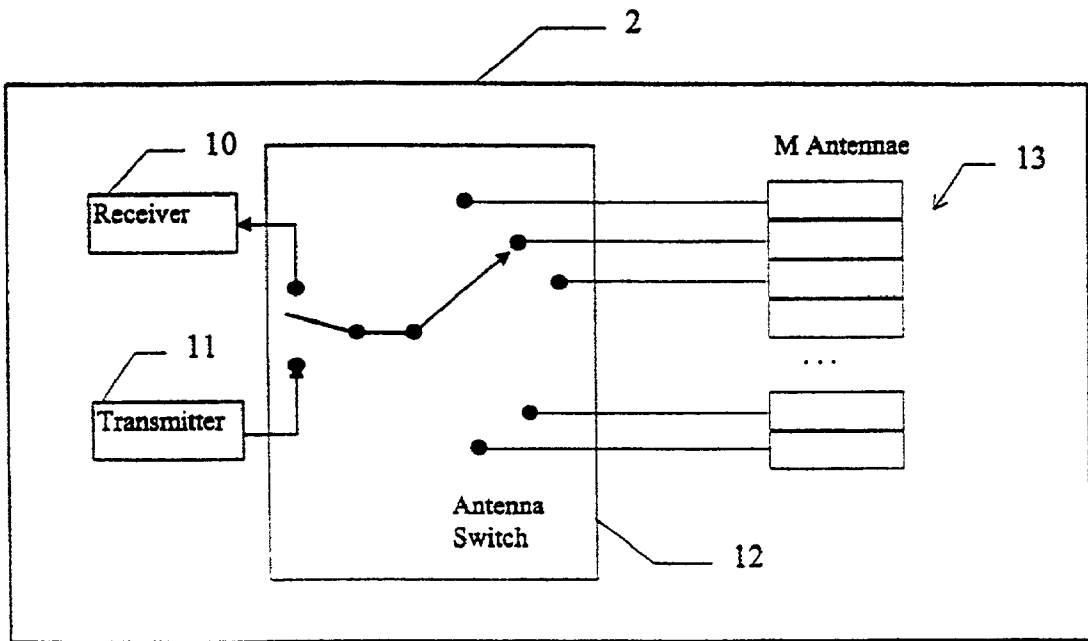 2
10
M Antennae
13
Receiver
11
Transmitter
...
Antenna
Switch
12